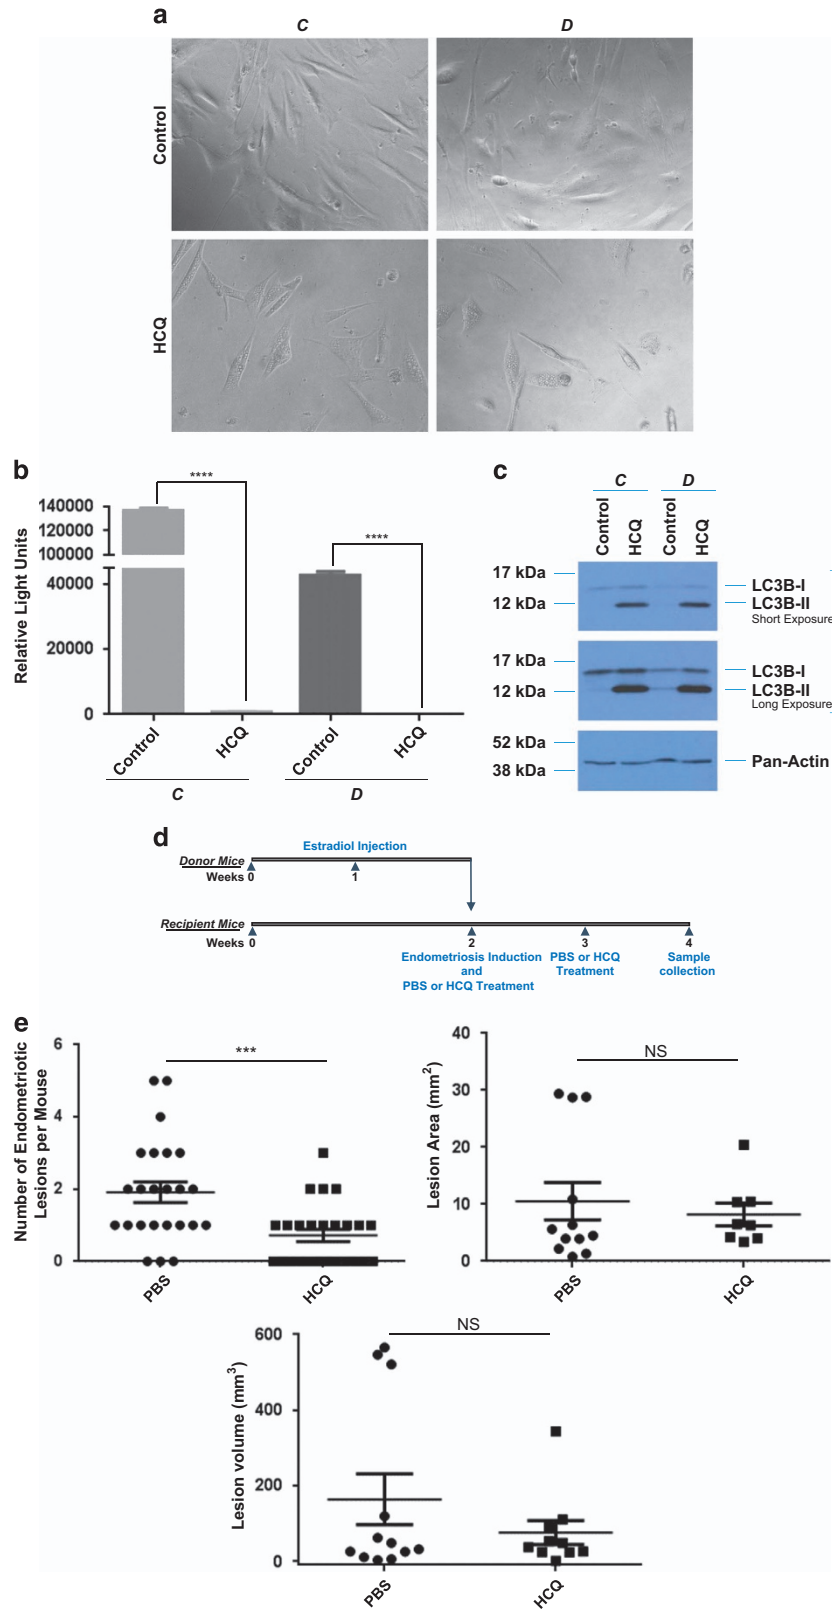 a
C
D
Control
HCQ
b
****
****
140000
120000
100000
40000
20000
0
Relative Light Units
Control
HCQ
Control
HCQ
C
D
c
C
D
Control
HCQ
Control
HCQ
17 kDa
12 kDa
LC3B-I
LC3B-II
Short Exposure
17 kDa
12 kDa
LC3B-I
LC3B-II
Long Exposure
52 kDa
38 kDa
Pan-Actin
d
Estradiol Injection
Donor Mice
Weeks 0
1
Recipient Mice
Weeks 0
2
3
4
Endometriosis Induction
and
PBS or HCQ Treatment
PBS or HCQ
Treatment
Sample
collection
e
Number of Endometriotic
Lesions per Mouse
6
4
2
0
***
PBS
HCQ
Lesion Area (mm2)
40
30
20
10
0
NS
PBS
HCQ
Lesion volume (mm3)
600
400
200
0
NS
PBS
HCQ